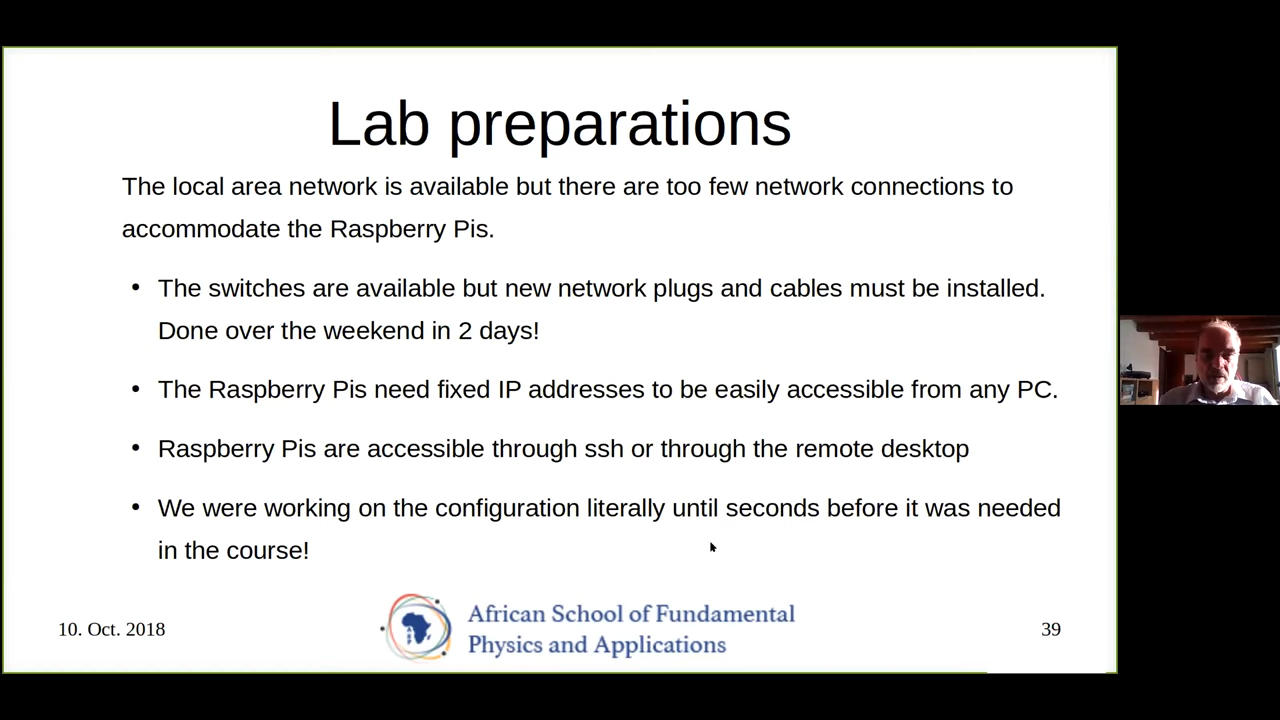 Lab preparations
The local area network is available but there are too few network connections to
accommodate the Raspberry Pis.
• The switches are available but new network plugs and cables must be installed.
Done over the weekend in 2 days!
• The Raspberry Pis need fixed IP addresses to be easily accessible from any PC.
• Raspberry Pis are accessible through ssh or through the remote desktop
• We were working on the configuration literally until seconds before it was needed
in the course!
10. Oct. 2018
African School of Fundamental
Physics and Applications
39